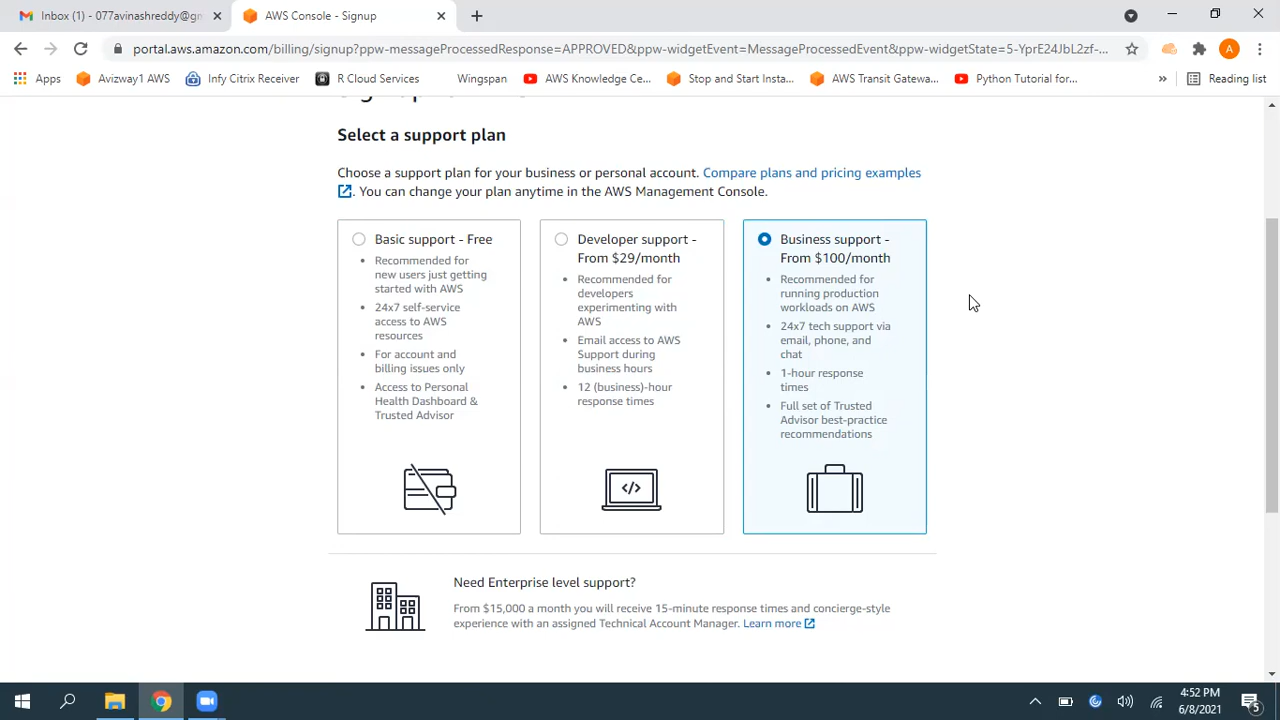 Inbox (1) - 077avinashreddy@gm
AWS Console - Signup
portal.aws.amazon.com/billing/signup?ppw-messageProcessedResponse=APPROVED&ppw-widgetEvent=MessageProcessedEvent&ppw-widgetState=5-YprE24JbL2zf-...
A
Apps
Avizway1 AWS
Infy Citrix Receiver
R Cloud Services
Wingspan
AWS Knowledge Ce...
Stop and Start Insta...
AWS Transit Gatewa...
Python Tutorial for...
»
Reading list
Select a support plan
Choose a support plan for your business or personal account. Compare plans and pricing examples
. You can change your plan anytime in the AWS Management Console.
Basic support - Free
• Recommended for
new users just getting
started with AWS
• 24x7 self-service
access to AWS
resources
• For account and
billing issues only
• Access to Personal
Health Dashboard &
Trusted Advisor
Developer support -
From $29/month
• Recommended for
developers
experimenting with
AWS
• Email access to AWS
Support during
business hours
• 12 (business)-hour
response times
</>
Business support -
From $100/month
• Recommended for
running production
workloads on AWS
• 24x7 tech support via
email, phone, and
chat
• 1-hour response
times
• Full set of Trusted
Advisor best-practice
recommendations
Need Enterprise level support?
From $15,000 a month you will receive 15-minute response times and concierge-style
experience with an assigned Technical Account Manager. Learn more
4:52 PM
6/8/2021
5